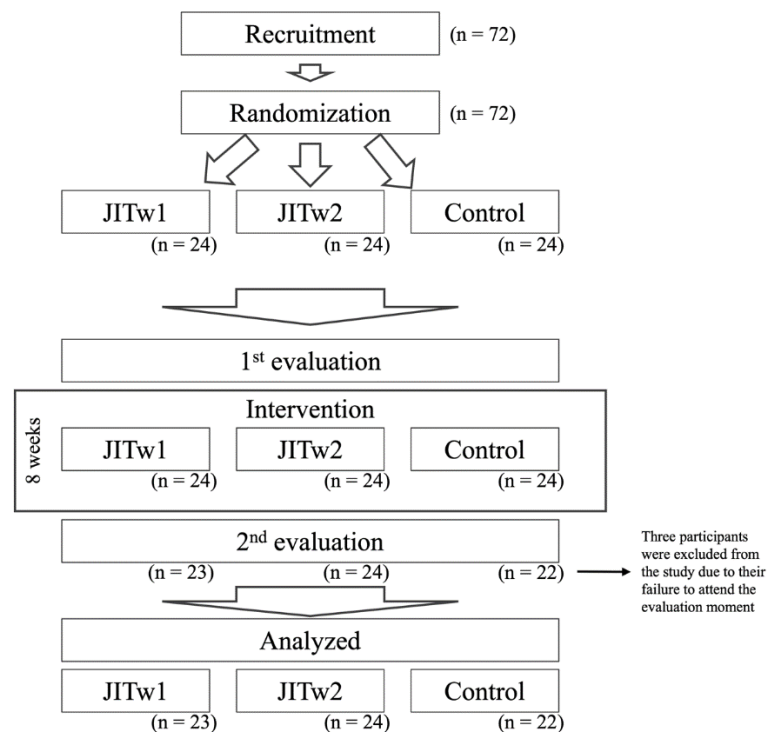 Recruitment (n = 72)
Randomization (n = 72)
JITw1 JITw2 Control
(n = 24) (n = 24) (n = 24)
1st evaluation
Intervention
8 weeks
JITw1 JITw2 Control
(n = 24) (n = 24) (n = 24)
2nd evaluation
(n = 23) (n = 24) (n = 22)
Three participants
were excluded from
the study due to their
failure to attend the
evaluation moment
Analyzed
JITw1 JITw2 Control
(n = 23) (n = 24) (n = 22)